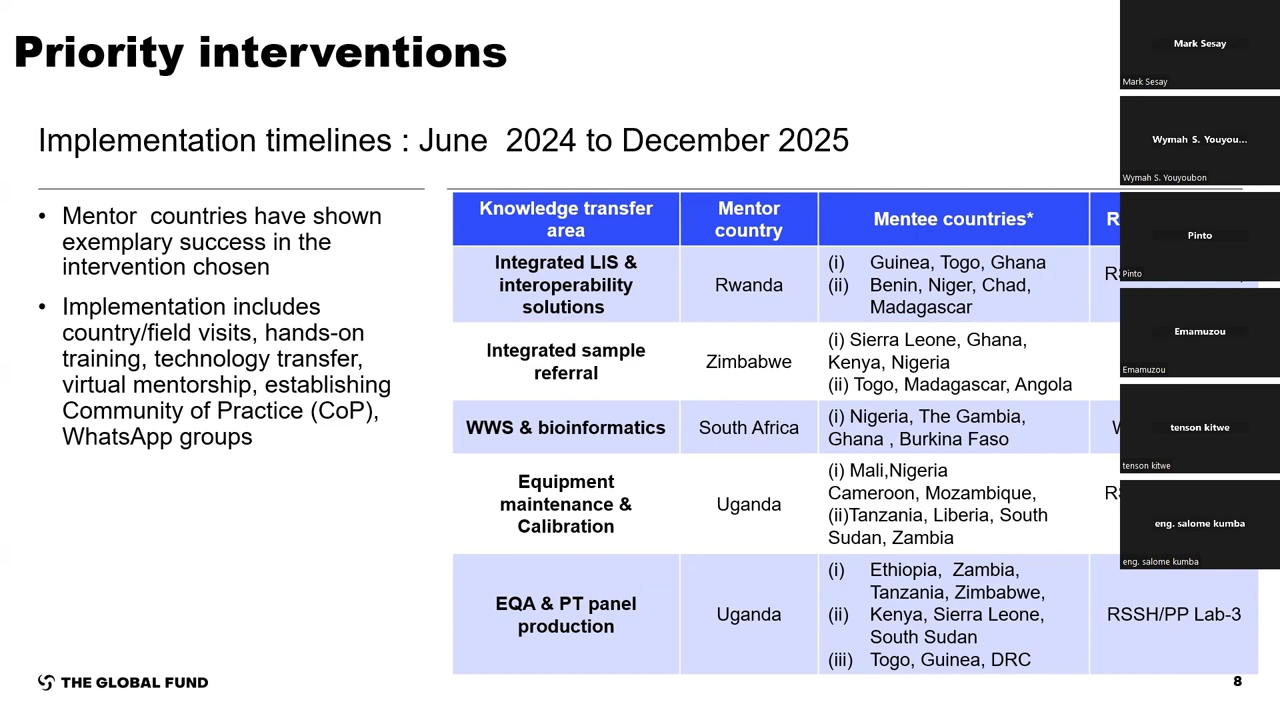 Priority interventions
Implementation timelines : June 2024 to December 2025
• Mentor countries have shown
exemplary success in the
intervention chosen
• Implementation includes
country/field visits, hands-on
training, technology transfer,
virtual mentorship, establishing
Community of Practice (CoP),
WhatsApp groups
Knowledge transfer
area
Mentor
country
Mentee countries*
Integrated LIS &
interoperability
solutions
Rwanda
(i) Guinea, Togo, Ghana
(ii) Benin, Niger, Chad,
Madagascar
Integrated sample
referral
Zimbabwe
(i) Sierra Leone, Ghana,
Kenya, Nigeria
(ii) Togo, Madagascar, Angola
WWS & bioinformatics
South Africa
(i) Nigeria, The Gambia,
Ghana , Burkina Faso
Equipment
maintenance &
Calibration
Uganda
(i) Mali,Nigeria
Cameroon, Mozambique,
(ii)Tanzania, Liberia, South
Sudan, Zambia
EQA & PT panel
production
Uganda
(i) Ethiopia, Zambia,
Tanzania, Zimbabwe,
(ii) Kenya, Sierra Leone,
South Sudan
(iii) Togo, Guinea, DRC
RSSH/PP Lab-3
THE GLOBAL FUND
8
Mark Sesay
Mark Sesay
Wymah S. Youyou...
Wymah S. Youyoubon
Pinto
Pinto
Emamuzou
Emamuzou
tenson kitwe
tenson kitwe
eng. salome kumba
eng. salome kumba